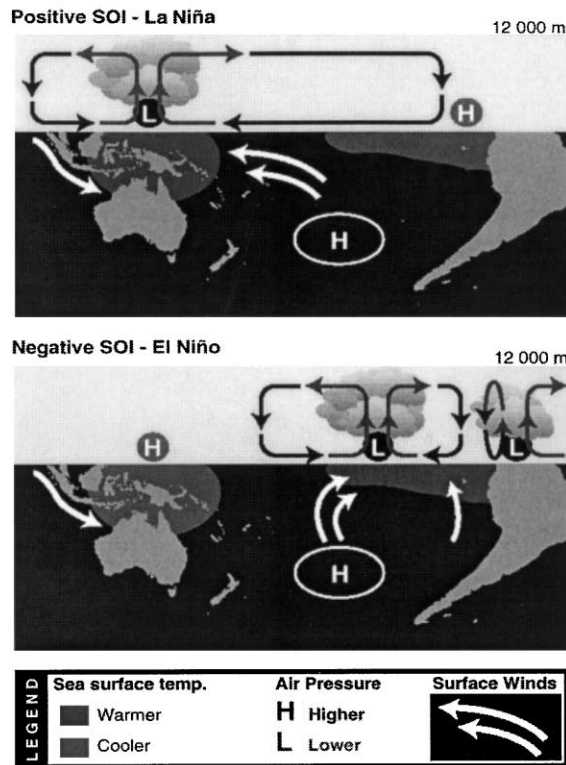 Positive SOI - La Niña
12 000 m
L
H
H
Negative SOI - El Niño
12 000 m
H
L
L
H
LEGEND
Sea surface temp.
Warmer
Cooler
Air Pressure
H Higher
L Lower
Surface Winds